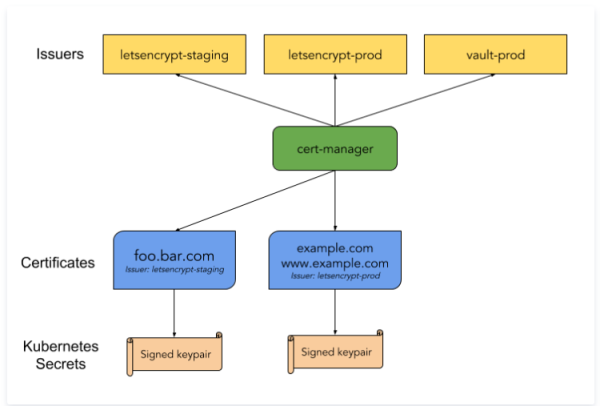 Issuers
letsencrypt-staging
letsencrypt-prod
vault-prod
cert-manager
Certificates
foo.bar.com
Issuer: letsencrypt-staging
example.com
www.example.com
Issuer: letsencrypt-prod
Kubernetes
Secrets
Signed keypair
Signed keypair